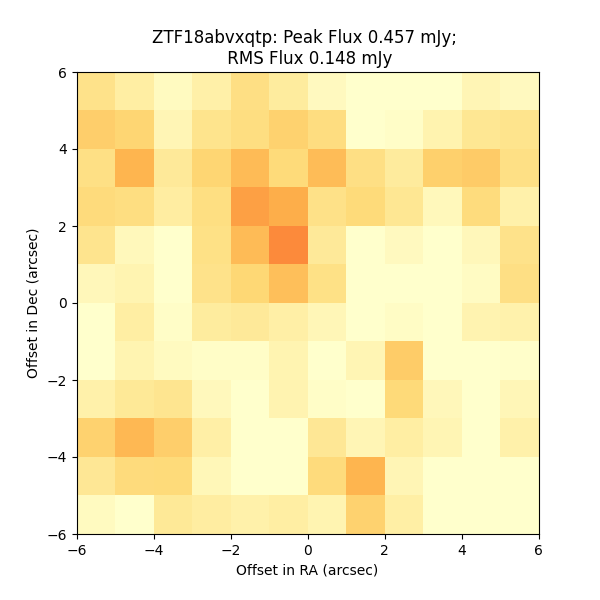 ZTF18abvxqtp: Peak Flux 0.457 mJy;
RMS Flux 0.148 mJy
6
4
2
0
−2
−4
−6
Offset in Dec (arcsec)
−6 −4 −2 0 2 4 6
Offset in RA (arcsec)